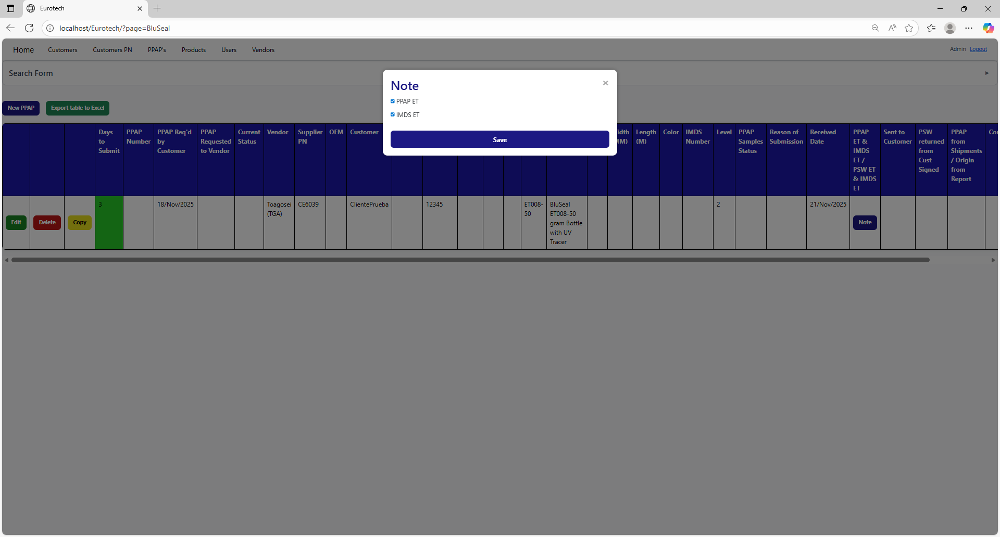 Eurotech
localhost/Eurotech/?page=BluSeal
Home Customers Customers PN PPAP's Products Users Vendors Admin Logout
Search Form
Note
PPAP ET
IMDS ET
Save
New PPAP Export table to Excel
Days to Submit
PPAP Number
PPAP Req'd by Customer
PPAP Requested to Vendor
Current Status
Vendor
Supplier PN
OEM
Customer
Length (M)
Color
IMDS Number
Level
PPAP Samples Status
Reason of Submission
Received Date
PPAP ET & IMDS ET / PSW ET & IMDS ET
Sent to Customer
PSW returned from Cust Signed
PPAP from Shipments / Origin from Report
Edit
Delete
Copy
3
18/Nov/2025
Toagosei (TGA)
CE6039
ClientePrueba
12345
ET008-50
BluSeal ET008-50 gram Bottle with UV Tracer
2
21/Nov/2025
Note